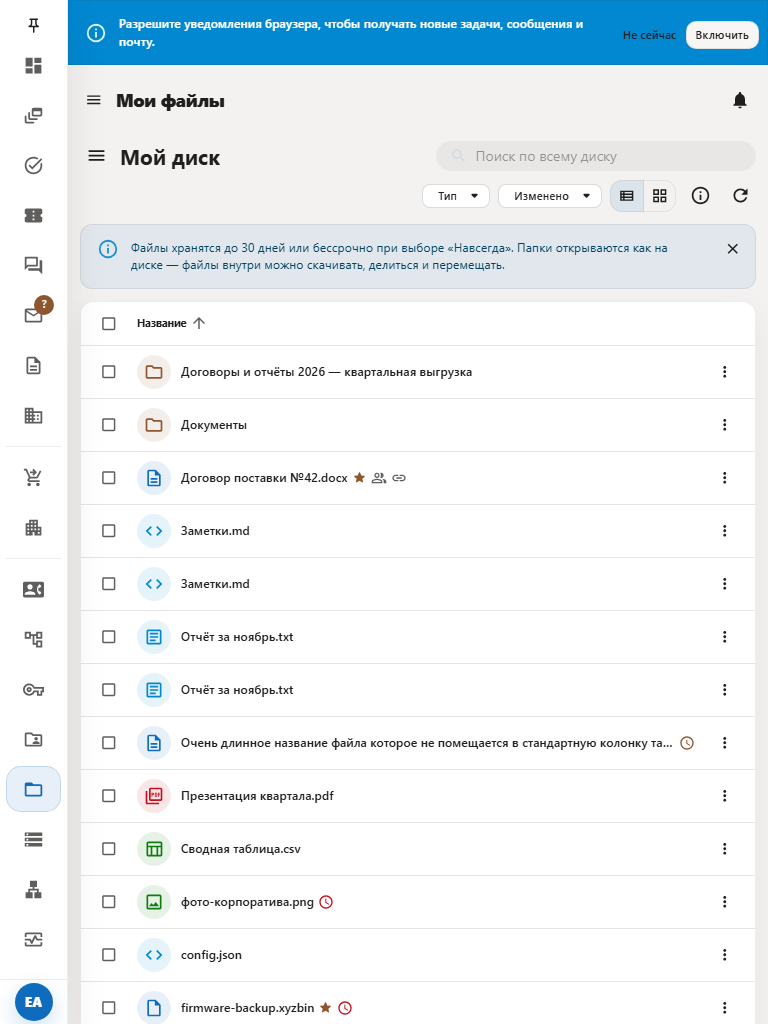 Разрешите уведомления браузера, чтобы получать новые задачи, сообщения и
почту.
Не сейчас
Включить
Мои файлы
Мой диск
Поиск по всему диску
Тип
Изменено
Файлы хранятся до 30 дней или бессрочно при выборе «Навсегда». Папки открываются как на
диске — файлы внутри можно скачивать, делиться и перемещать.
?
Название
Договоры и отчёты 2026 — квартальная выгрузка
Документы
Договор поставки №42.docx
Заметки.md
Заметки.md
Отчёт за ноябрь.txt
Отчёт за ноябрь.txt
Очень длинное название файла которое не помещается в стандартную колонку та...
PDF
Презентация квартала.pdf
Сводная таблица.csv
фото-корпоратива.png
config.json
firmware-backup.xyzbin
EA